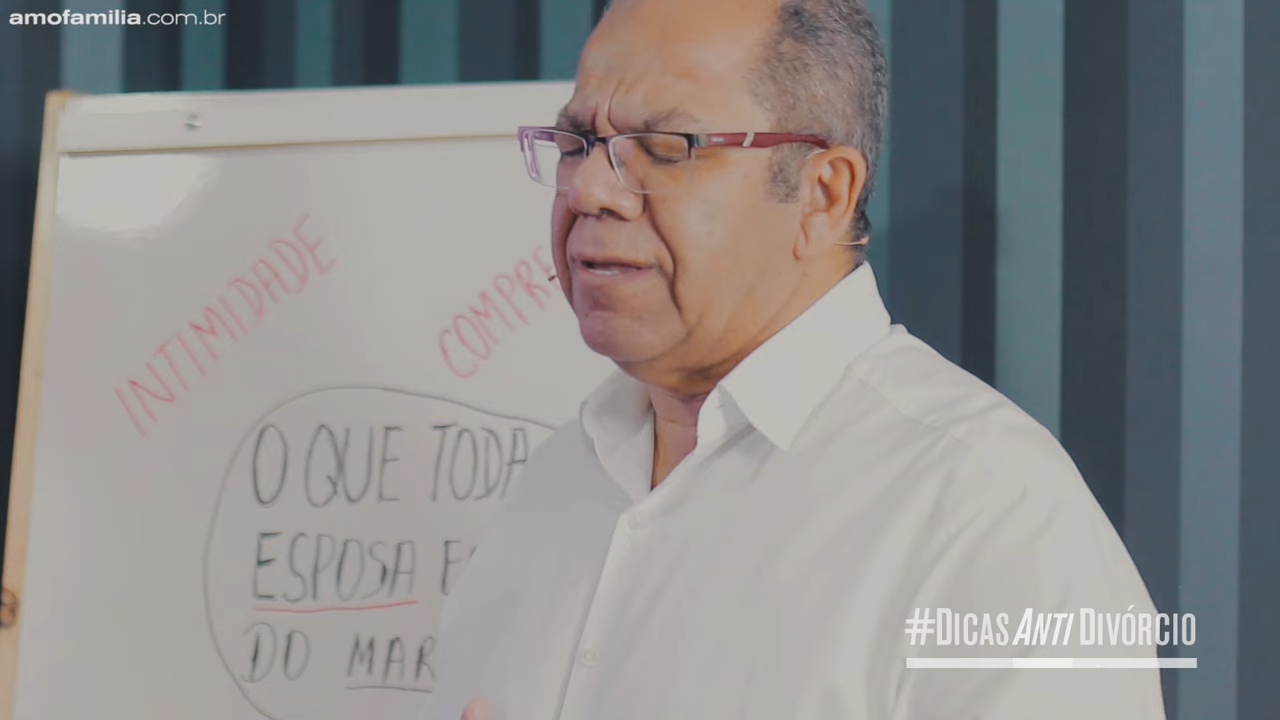 amofamilia.com.br
INTIMIDADE
COMPRE
O QUE TODA
ESPOSA
DO MAR
#DICAS ANTI DIVÓRCIO